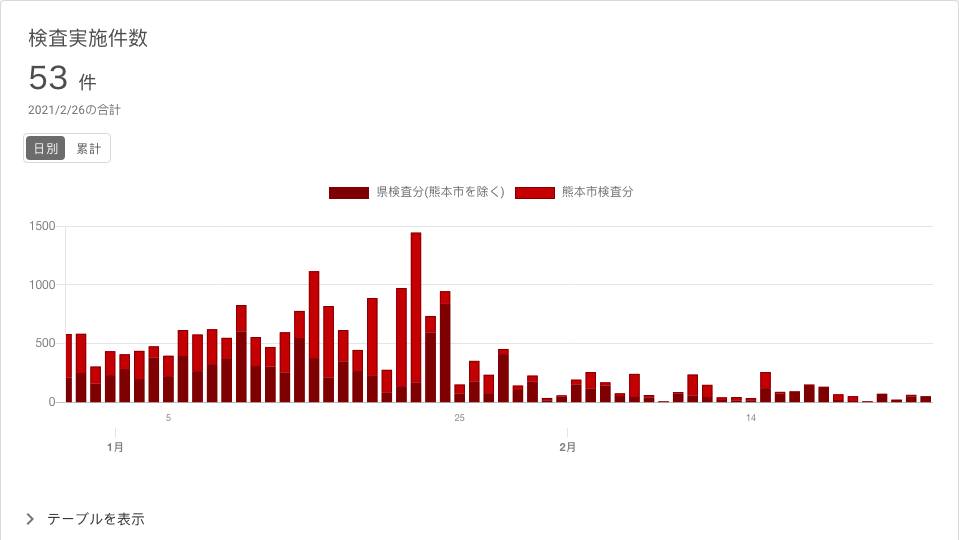 検査実施件数
53 件
2021/2/26の合計
日別 累計
県検査分(熊本市を除く) 熊本市検査分
1500
1000
500
0
5 25 14
1月 2月
テーブルを表示